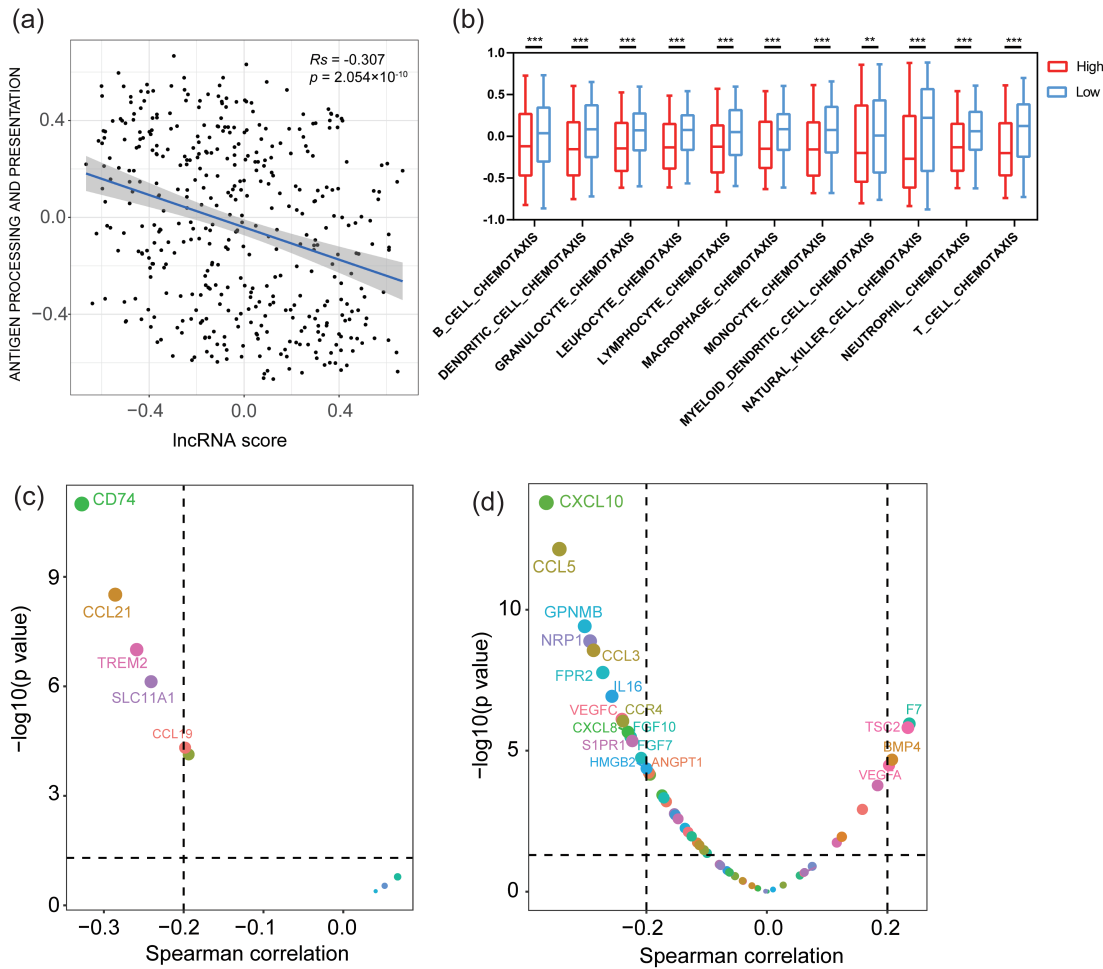 (a)
ANTIGEN PROCESSING AND PRESENTATION
0.4
0.0
−0.4
−0.4
0.0
0.4
lncRNA score
Rs = -0.307
p = 2.054×10-10
(b)
*** *** *** *** *** *** *** ** *** *** ***
1.0
0.5
0.0
-0.5
-1.0
High
Low
B_CELL_CHEMOTAXIS
DENDRITIC_CELL_CHEMOTAXIS
GRANULOCYTE_CHEMOTAXIS
LEUKOCYTE_CHEMOTAXIS
LYMPHOCYTE_CHEMOTAXIS
MACROPHAGE_CHEMOTAXIS
MONOCYTE_CHEMOTAXIS
MYELOID_DENDRITIC_CELL_CHEMOTAXIS
NATURAL_KILLER_CELL_CHEMOTAXIS
NEUTROPHIL_CHEMOTAXIS
T_CELL_CHEMOTAXIS
(c)
CD74
CCL21
TREM2
SLC11A1
CCL19
9
6
3
0
−log10(p value)
−0.3
−0.2
−0.1
0.0
Spearman correlation
(d)
CXCL10
CCL5
GPNMB
NRP1
CCL3
FPR2
IL16
VEGFC
CCR4
CXCL8
FGF10
S1PR1
FGF7
HMGB2
ANGPT1
F7
TSC2
BMP4
VEGFA
10
5
0
−log10(p value)
−0.2
0.0
0.2
Spearman correlation